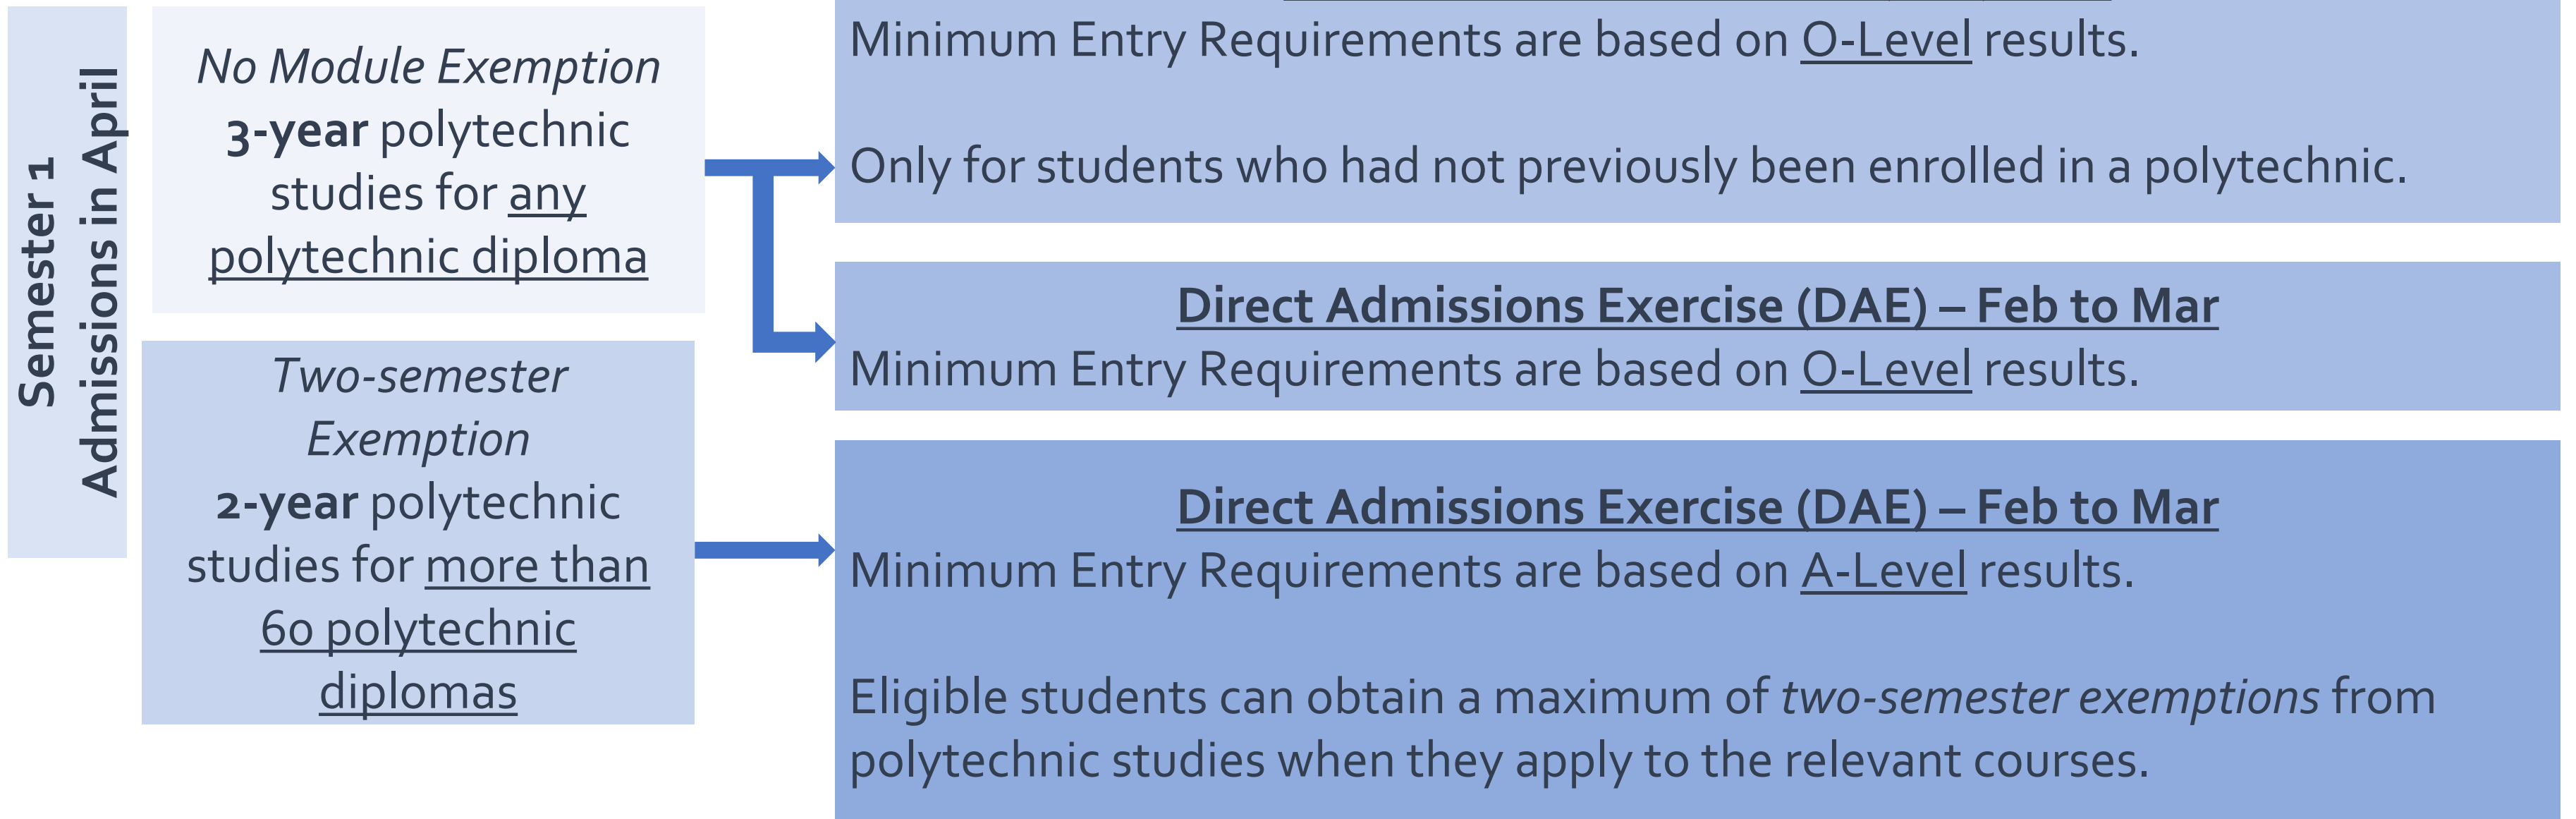 Semester 1
Admissions in April
No Module Exemption
3-year polytechnic
studies for any
polytechnic diploma
Minimum Entry Requirements are based on O-Level results.
Only for students who had not previously been enrolled in a polytechnic.
Direct Admissions Exercise (DAE) – Feb to Mar
Minimum Entry Requirements are based on O-Level results.
Two-semester
Exemption
2-year polytechnic
studies for more than
60 polytechnic
diplomas
Direct Admissions Exercise (DAE) – Feb to Mar
Minimum Entry Requirements are based on A-Level results.
Eligible students can obtain a maximum of two-semester exemptions from
polytechnic studies when they apply to the relevant courses.